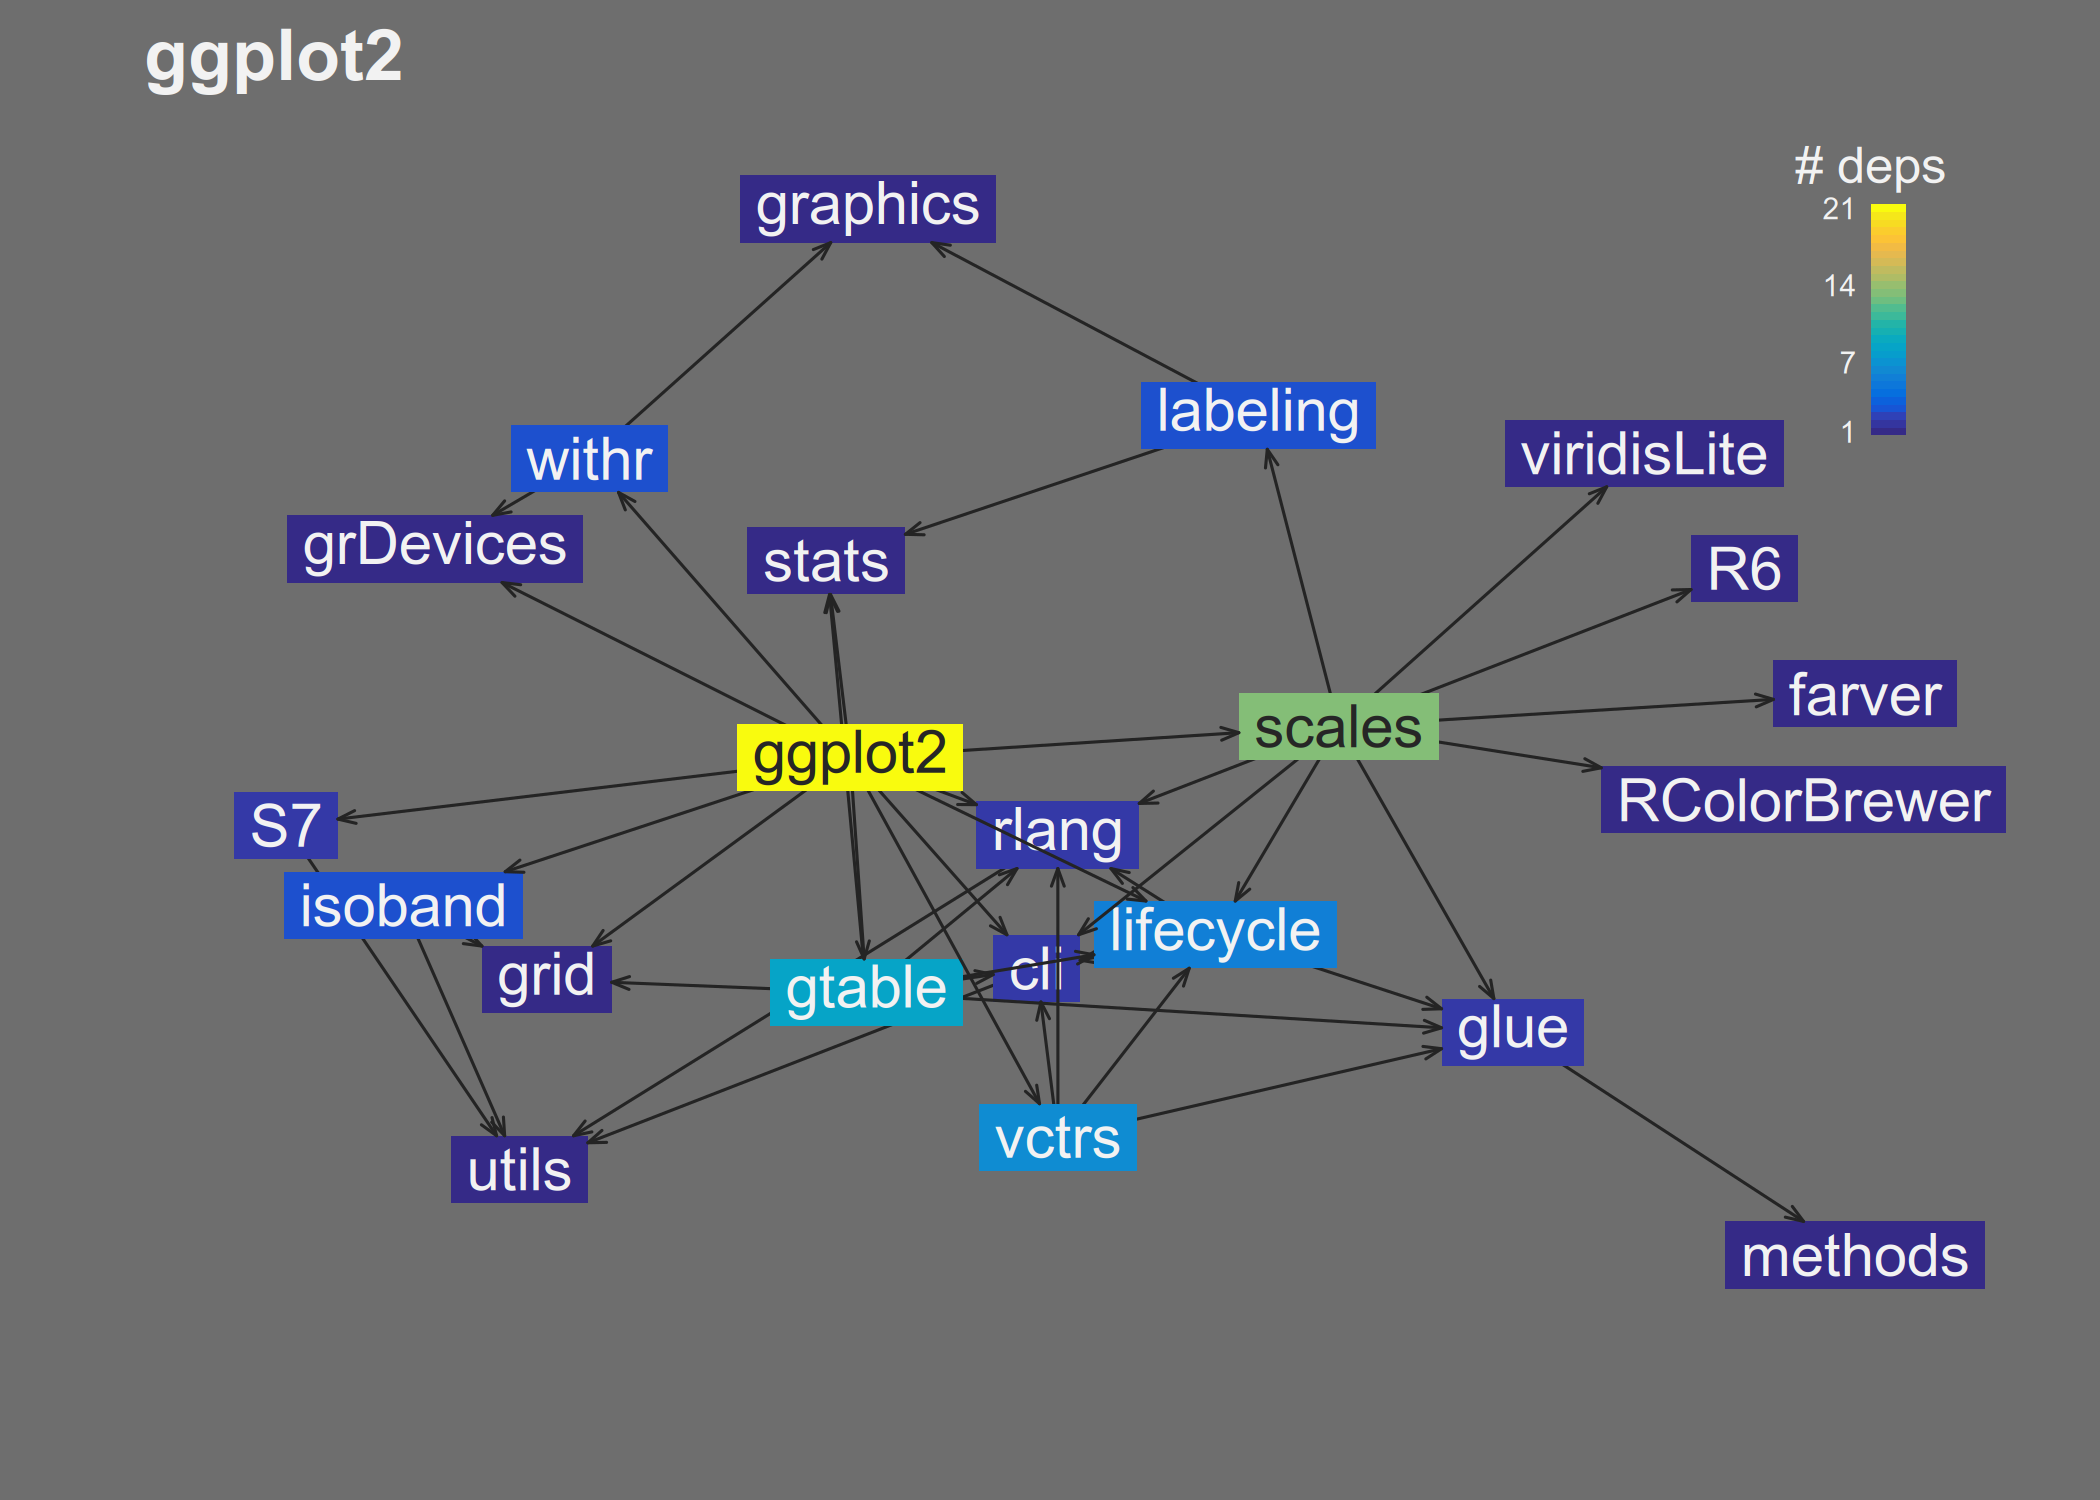 ggplot2
# deps
21
14
7
1
graphics
labeling
withr
viridisLite
grDevices
stats
R6
farver
ggplot2
scales
RColorBrewer
S7
rlang
isoband
lifecycle
grid
gtable
cli
glue
vctrs
utils
methods